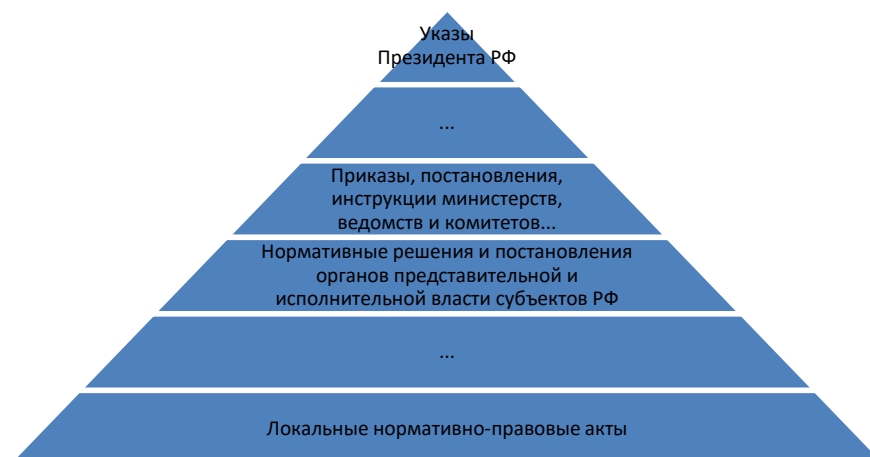 Указы
Президента РФ
...
Приказы, постановления,
инструкции министерств,
ведомств и комитетов...
Нормативные решения и постановления
органов представительной и
исполнительной власти субъектов РФ
...
Локальные нормативно-правовые акты